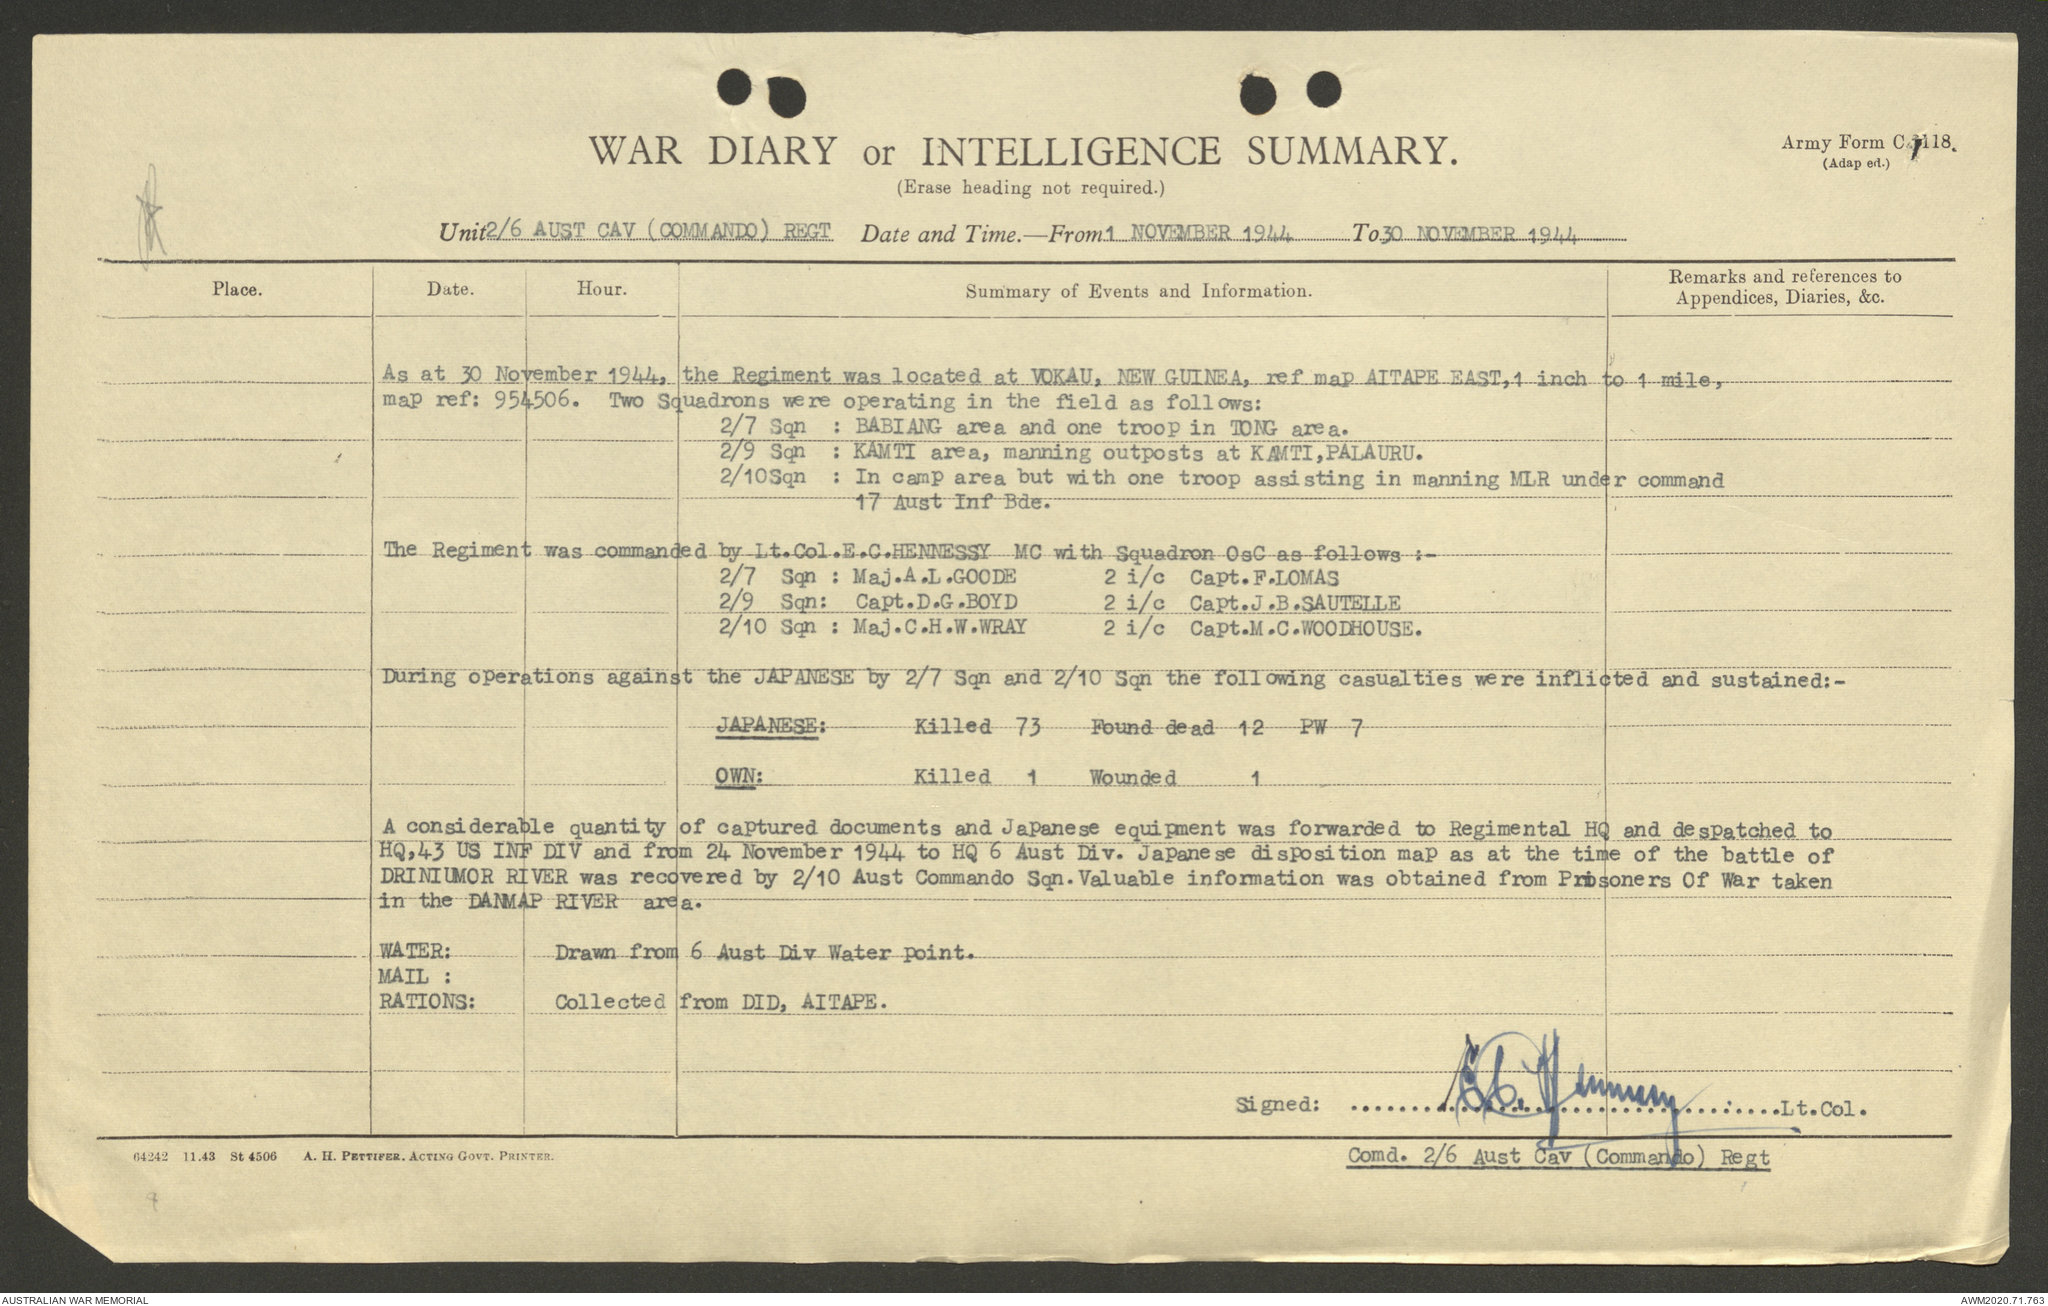 WAR DIARY or INTELLIGENCE SUMMARY.
(Erase heading not required.)
Army Form C. 118.
(Adap ed.)
Unit 2/6 AUST CAV (COMMANDO) REGT Date and Time.—From 1 NOVEMBER 1944 To 30 NOVEMBER 1944
Place. Date. Hour. Summary of Events and Information. Remarks and references to
Appendices, Diaries, &c.
As at 30 November 1944, the Regiment was located at VOKAU, NEW GUINEA, ref map AITAPE EAST,1 inch to 1 mile,
map ref: 954506. Two Squadrons were operating in the field as follows:
2/7 Sqn : BABIANG area and one troop in TONG area.
2/9 Sqn : KAMTI area, manning outposts at KAMTI,PALAURU.
2/10Sqn : In camp area but with one troop assisting in manning MLR under command
17 Aust Inf Bde.
The Regiment was commanded by Lt.Col.E.C.HENNESSY MC with Squadron OsC as follows :-
2/7 Sqn : Maj.A.L.GOODE 2 i/c Capt.F.LOMAS
2/9 Sqn: Capt.D.G.BOYD 2 i/c Capt.J.B.SAUTELLE
2/10 Sqn : Maj.C.H.W.WRAY 2 i/c Capt.M.C.WOODHOUSE.
During operations against the JAPANESE by 2/7 Sqn and 2/10 Sqn the following casualties were inflicted and sustained:-
JAPANESE: Killed 73 Found dead 12 PW 7
OWN: Killed 1 Wounded 1
A considerable quantity of captured documents and Japanese equipment was forwarded to Regimental HQ and despatched to
HQ,43 US INF DIV and from 24 November 1944 to HQ 6 Aust Div. Japanese disposition map as at the time of the battle of
DRINIUMOR RIVER was recovered by 2/10 Aust Commando Sqn.Valuable information was obtained from Prisoners Of War taken
in the DANMAP RIVER area.
WATER: Drawn from 6 Aust Div Water point.
MAIL :
RATIONS: Collected from DID, AITAPE.
Signed: E.C. Hennessy Lt.Col.
Comd. 2/6 Aust Cav (Commando) Regt
64242 11.43 St 4506 A. H. PETTIFER, ACTING GOVT. PRINTER.
AUSTRALIAN WAR MEMORIAL
AWM2020.71.763